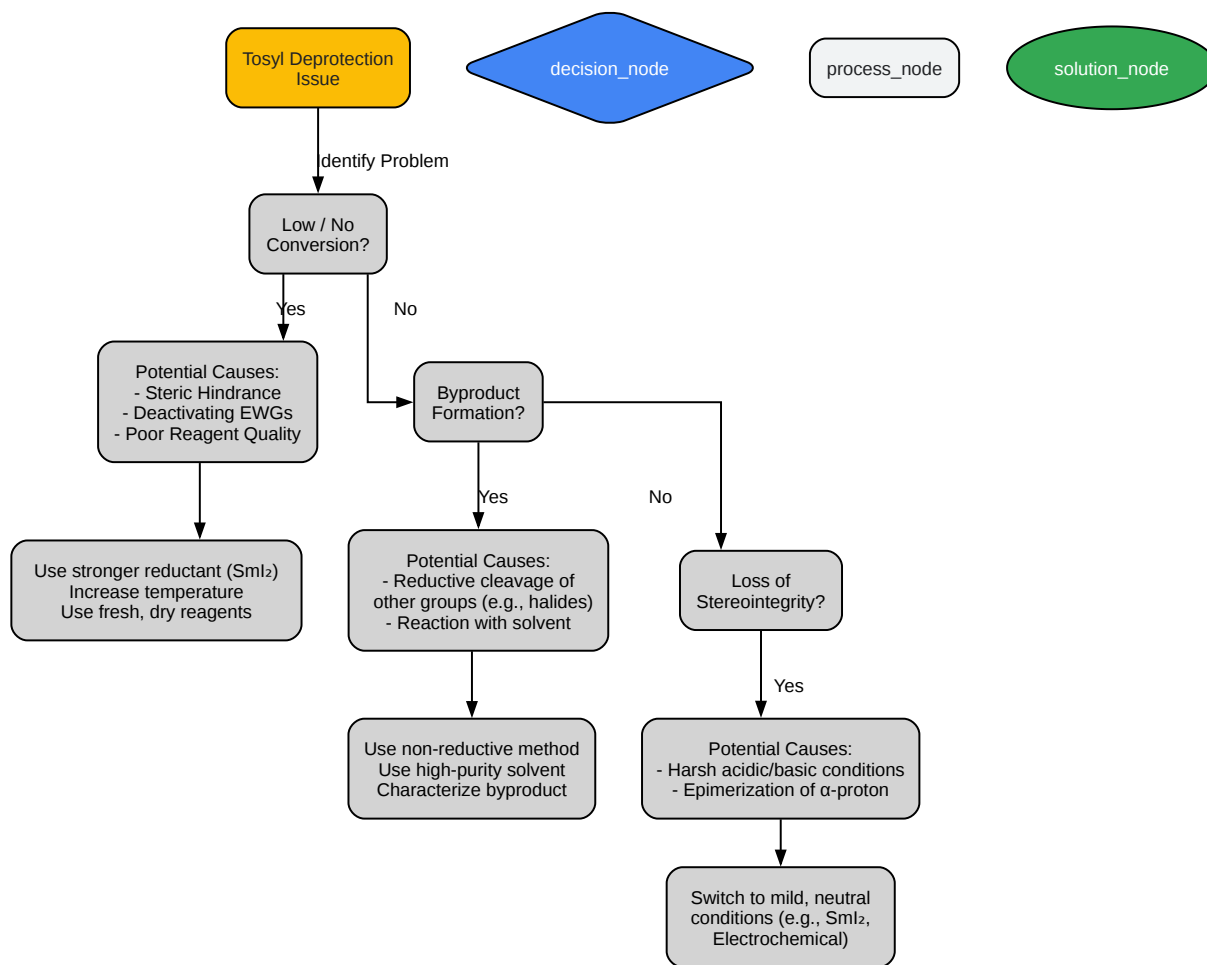 Tosyl Deprotection
Issue
decision_node
process_node
solution_node
Identify Problem
Low / No
Conversion?
Yes
No
Potential Causes:
- Steric Hindrance
- Deactivating EWGs
- Poor Reagent Quality
Byproduct
Formation?
Yes
No
Use stronger reductant (SmI₂)
Increase temperature
Use fresh, dry reagents
Potential Causes:
- Reductive cleavage of
other groups (e.g., halides)
- Reaction with solvent
Loss of
Stereointegrity?
Yes
Use non-reductive method
Use high-purity solvent
Characterize byproduct
Potential Causes:
- Harsh acidic/basic conditions
- Epimerization of α-proton
Switch to mild, neutral
conditions (e.g., SmI₂,
Electrochemical)